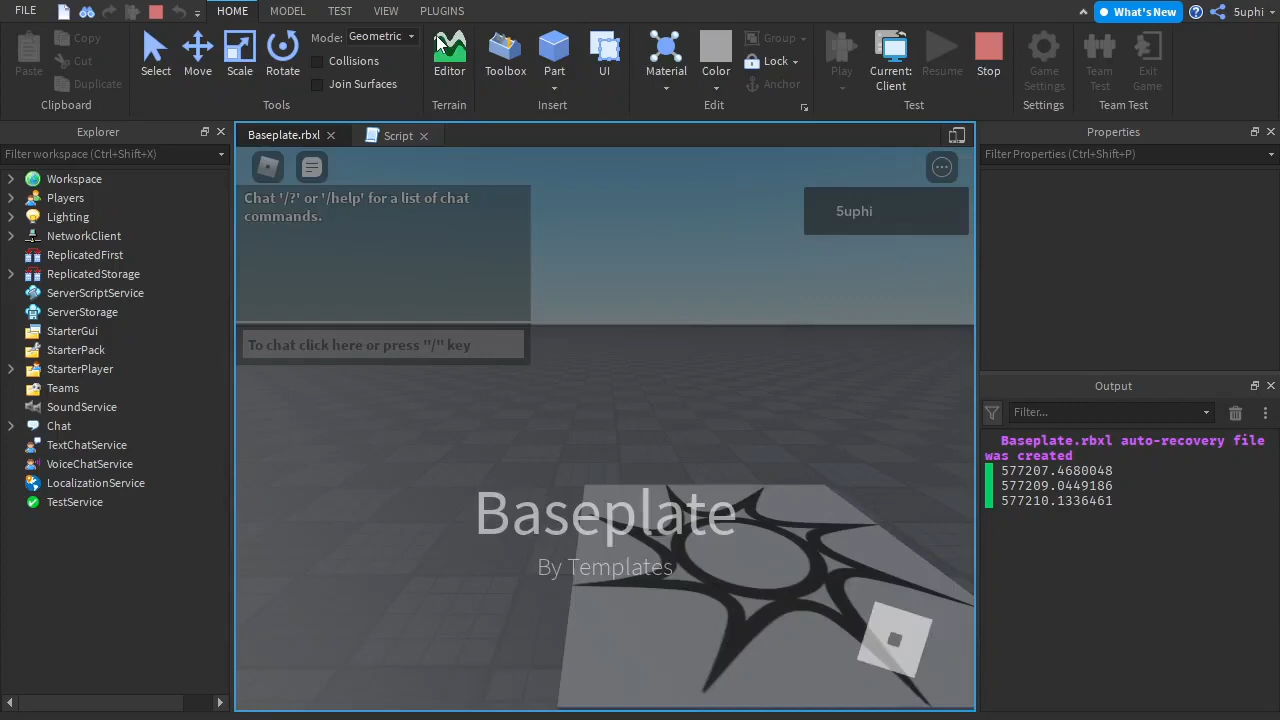 FILE
HOME
MODEL
TEST
VIEW
PLUGINS
What's New
5uphi
Paste
Copy
Cut
Duplicate
Clipboard
Select
Move
Scale
Rotate
Mode:
Geometric
Collisions
Join Surfaces
Tools
Editor
Terrain
Toolbox
Part
UI
Insert
Material
Color
Group
Lock
Anchor
Edit
Play
Current:
Client
Resume
Stop
Test
Game
Settings
Settings
Team
Test
Exit
Game
Team Test
Explorer
Filter workspace (Ctrl+Shift+X)
Workspace
Players
Lighting
NetworkClient
ReplicatedFirst
ReplicatedStorage
ServerScriptService
ServerStorage
StarterGui
StarterPack
StarterPlayer
Teams
SoundService
Chat
TextChatService
VoiceChatService
LocalizationService
TestService
Baseplate.rbxl
Script
Chat '/?' or '/help' for a list of chat
commands.
To chat click here or press "/" key
5uphi
Baseplate
By Templates
Properties
Filter Properties (Ctrl+Shift+P)
Output
Filter...
Baseplate.rbxl auto-recovery file
was created
577207.4680048
577209.0449186
577210.1336461